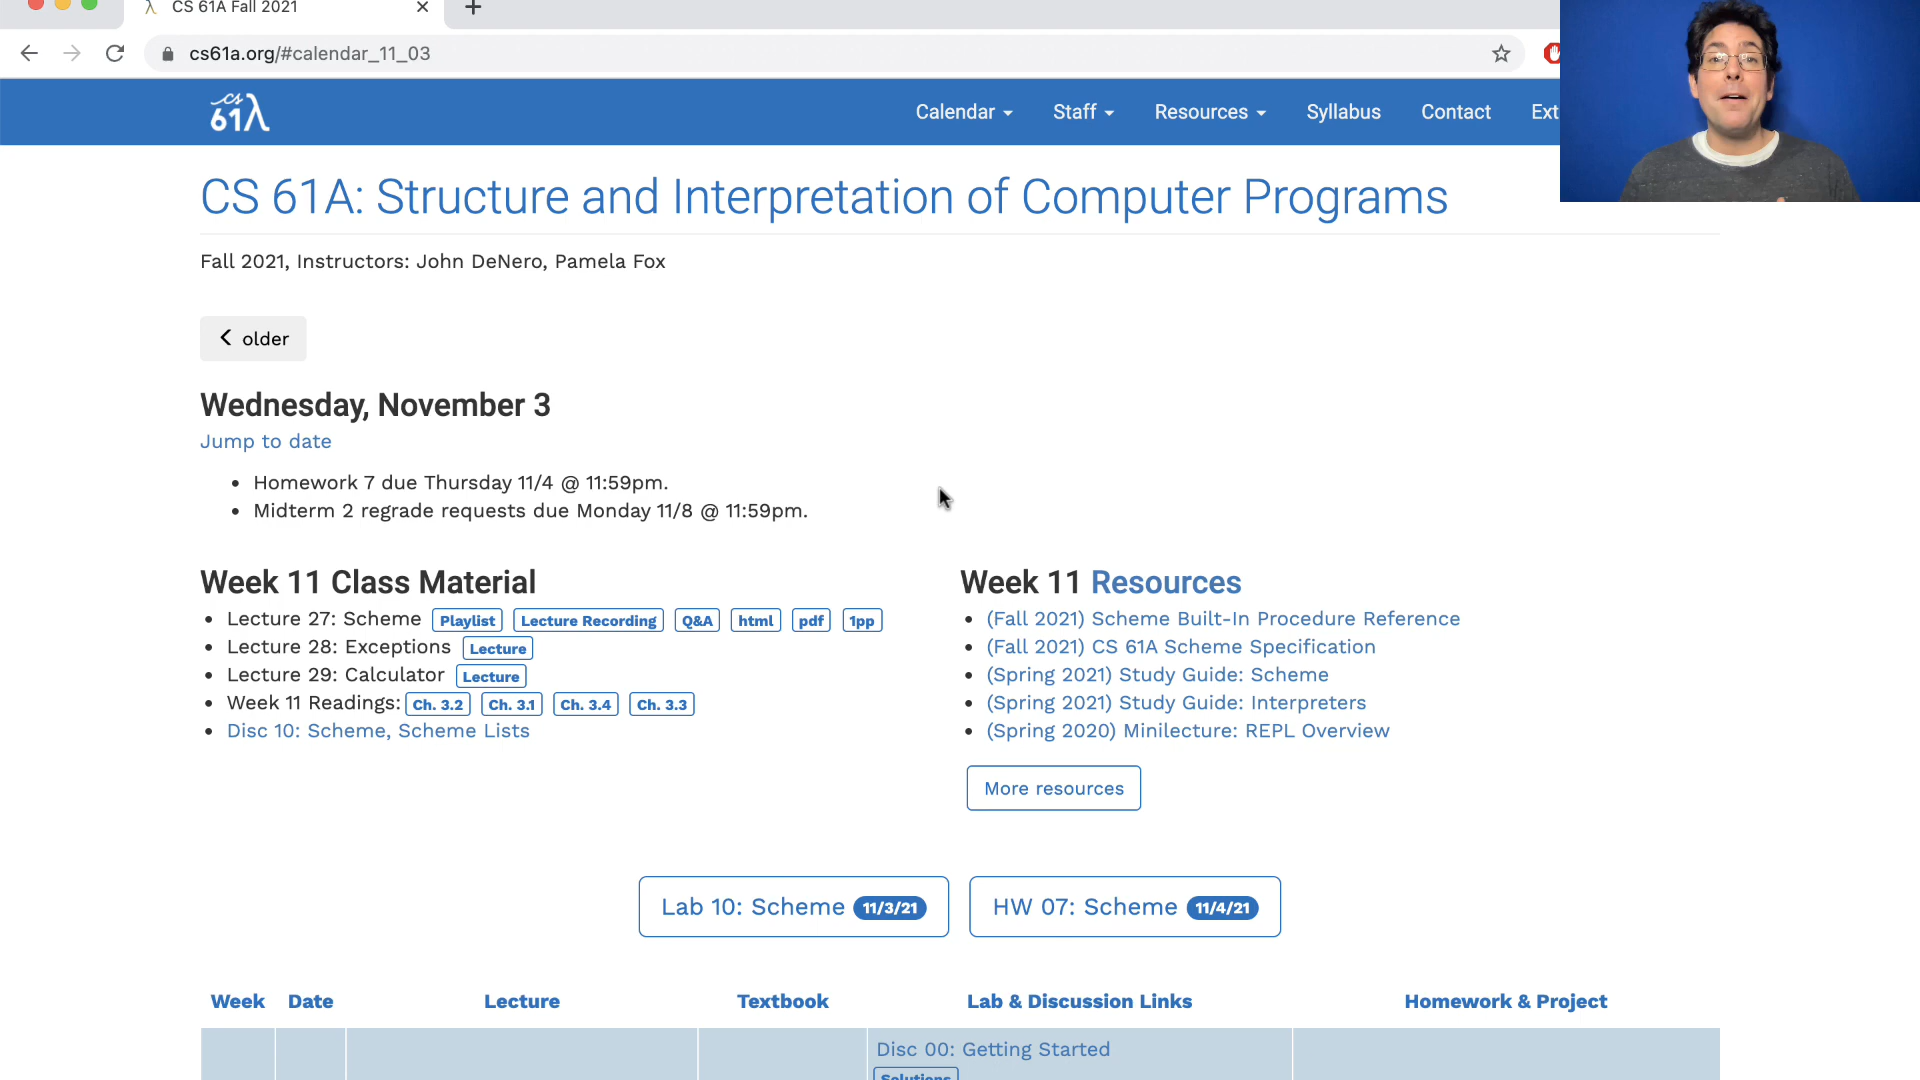 CS 61A Fall 2021
cs61a.org/#calendar_11_03
cs 61λ
Calendar Staff Resources Syllabus Contact Ext
CS 61A: Structure and Interpretation of Computer Programs
Fall 2021, Instructors: John DeNero, Pamela Fox
older
Wednesday, November 3
Jump to date
Homework 7 due Thursday 11/4 @ 11:59pm.
Midterm 2 regrade requests due Monday 11/8 @ 11:59pm.
Week 11 Class Material
Lecture 27: Scheme Playlist Lecture Recording Q&A html pdf 1pp
Lecture 28: Exceptions Lecture
Lecture 29: Calculator Lecture
Week 11 Readings: Ch. 3.2 Ch. 3.1 Ch. 3.4 Ch. 3.3
Disc 10: Scheme, Scheme Lists
Week 11 Resources
(Fall 2021) Scheme Built-In Procedure Reference
(Fall 2021) CS 61A Scheme Specification
(Spring 2021) Study Guide: Scheme
(Spring 2021) Study Guide: Interpreters
(Spring 2020) Minilecture: REPL Overview
More resources
Lab 10: Scheme 11/3/21
HW 07: Scheme 11/4/21
Week Date Lecture Textbook Lab & Discussion Links Homework & Project
Disc 00: Getting Started
Solutions